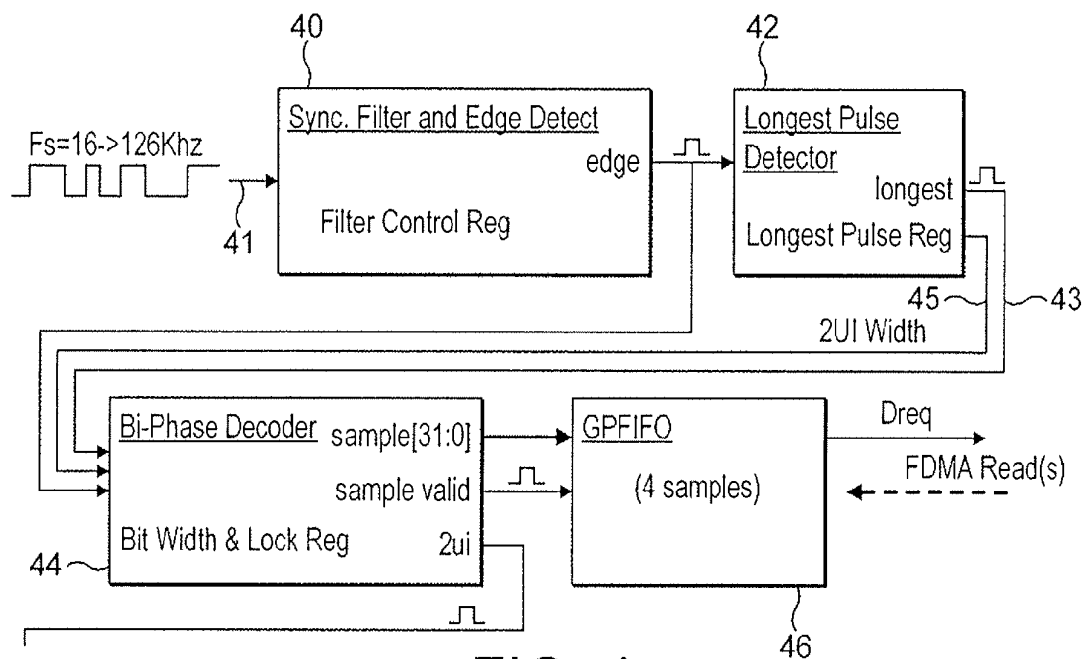 40
42
Sync. Filter and Edge Detect
edge
Filter Control Reg
Fs=16->126Khz
41
Longest Pulse
Detector
longest
Longest Pulse Reg
45
43
2UI Width
Bi-Phase Decoder
sample[31:0]
sample valid
Bit Width & Lock Reg
2ui
44
GPFIFO
(4 samples)
46
Dreq
FDMA Read(s)